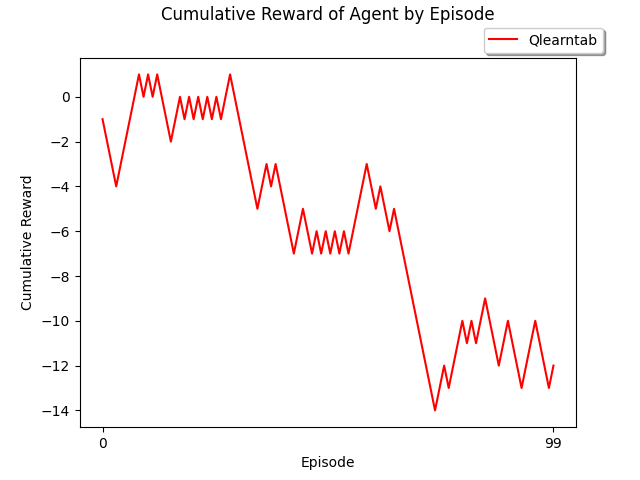 Cumulative Reward of Agent by Episode
Qlearntab
0
−2
−4
−6
−8
−10
−12
−14
Cumulative Reward
0 99
Episode